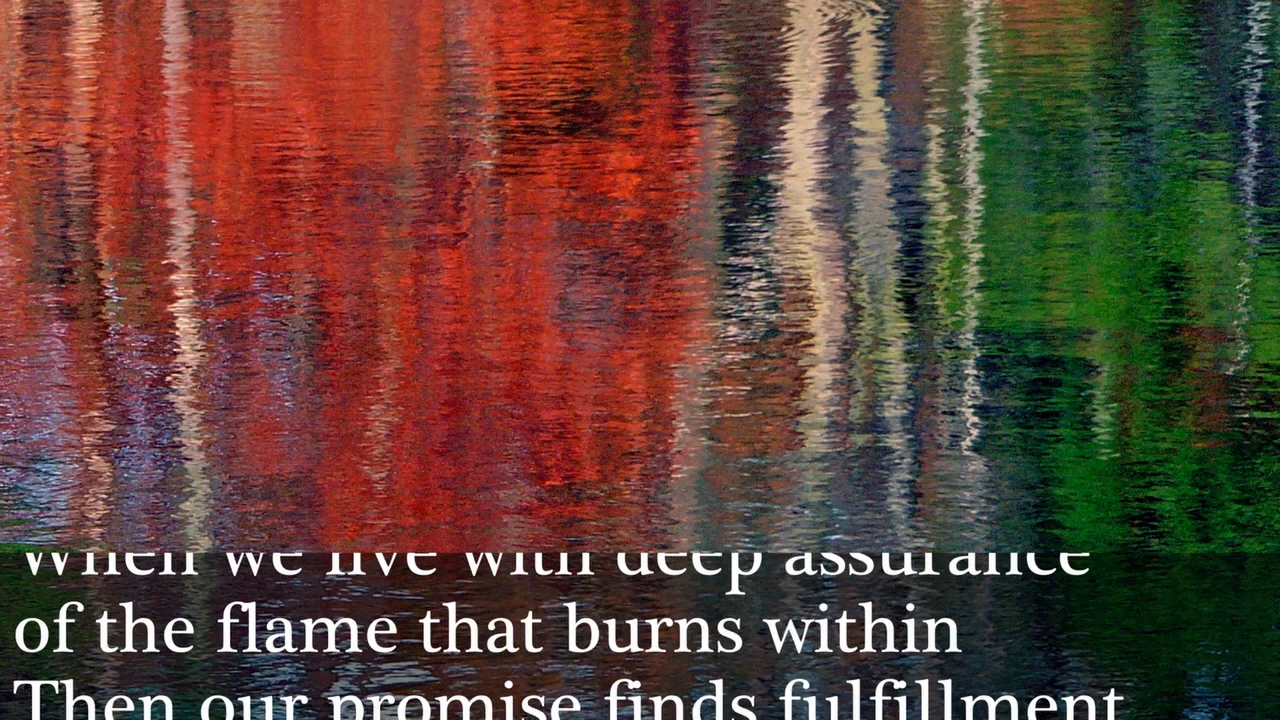 When we live with deep assurance
of the flame that burns within
Then our promise finds fulfillment